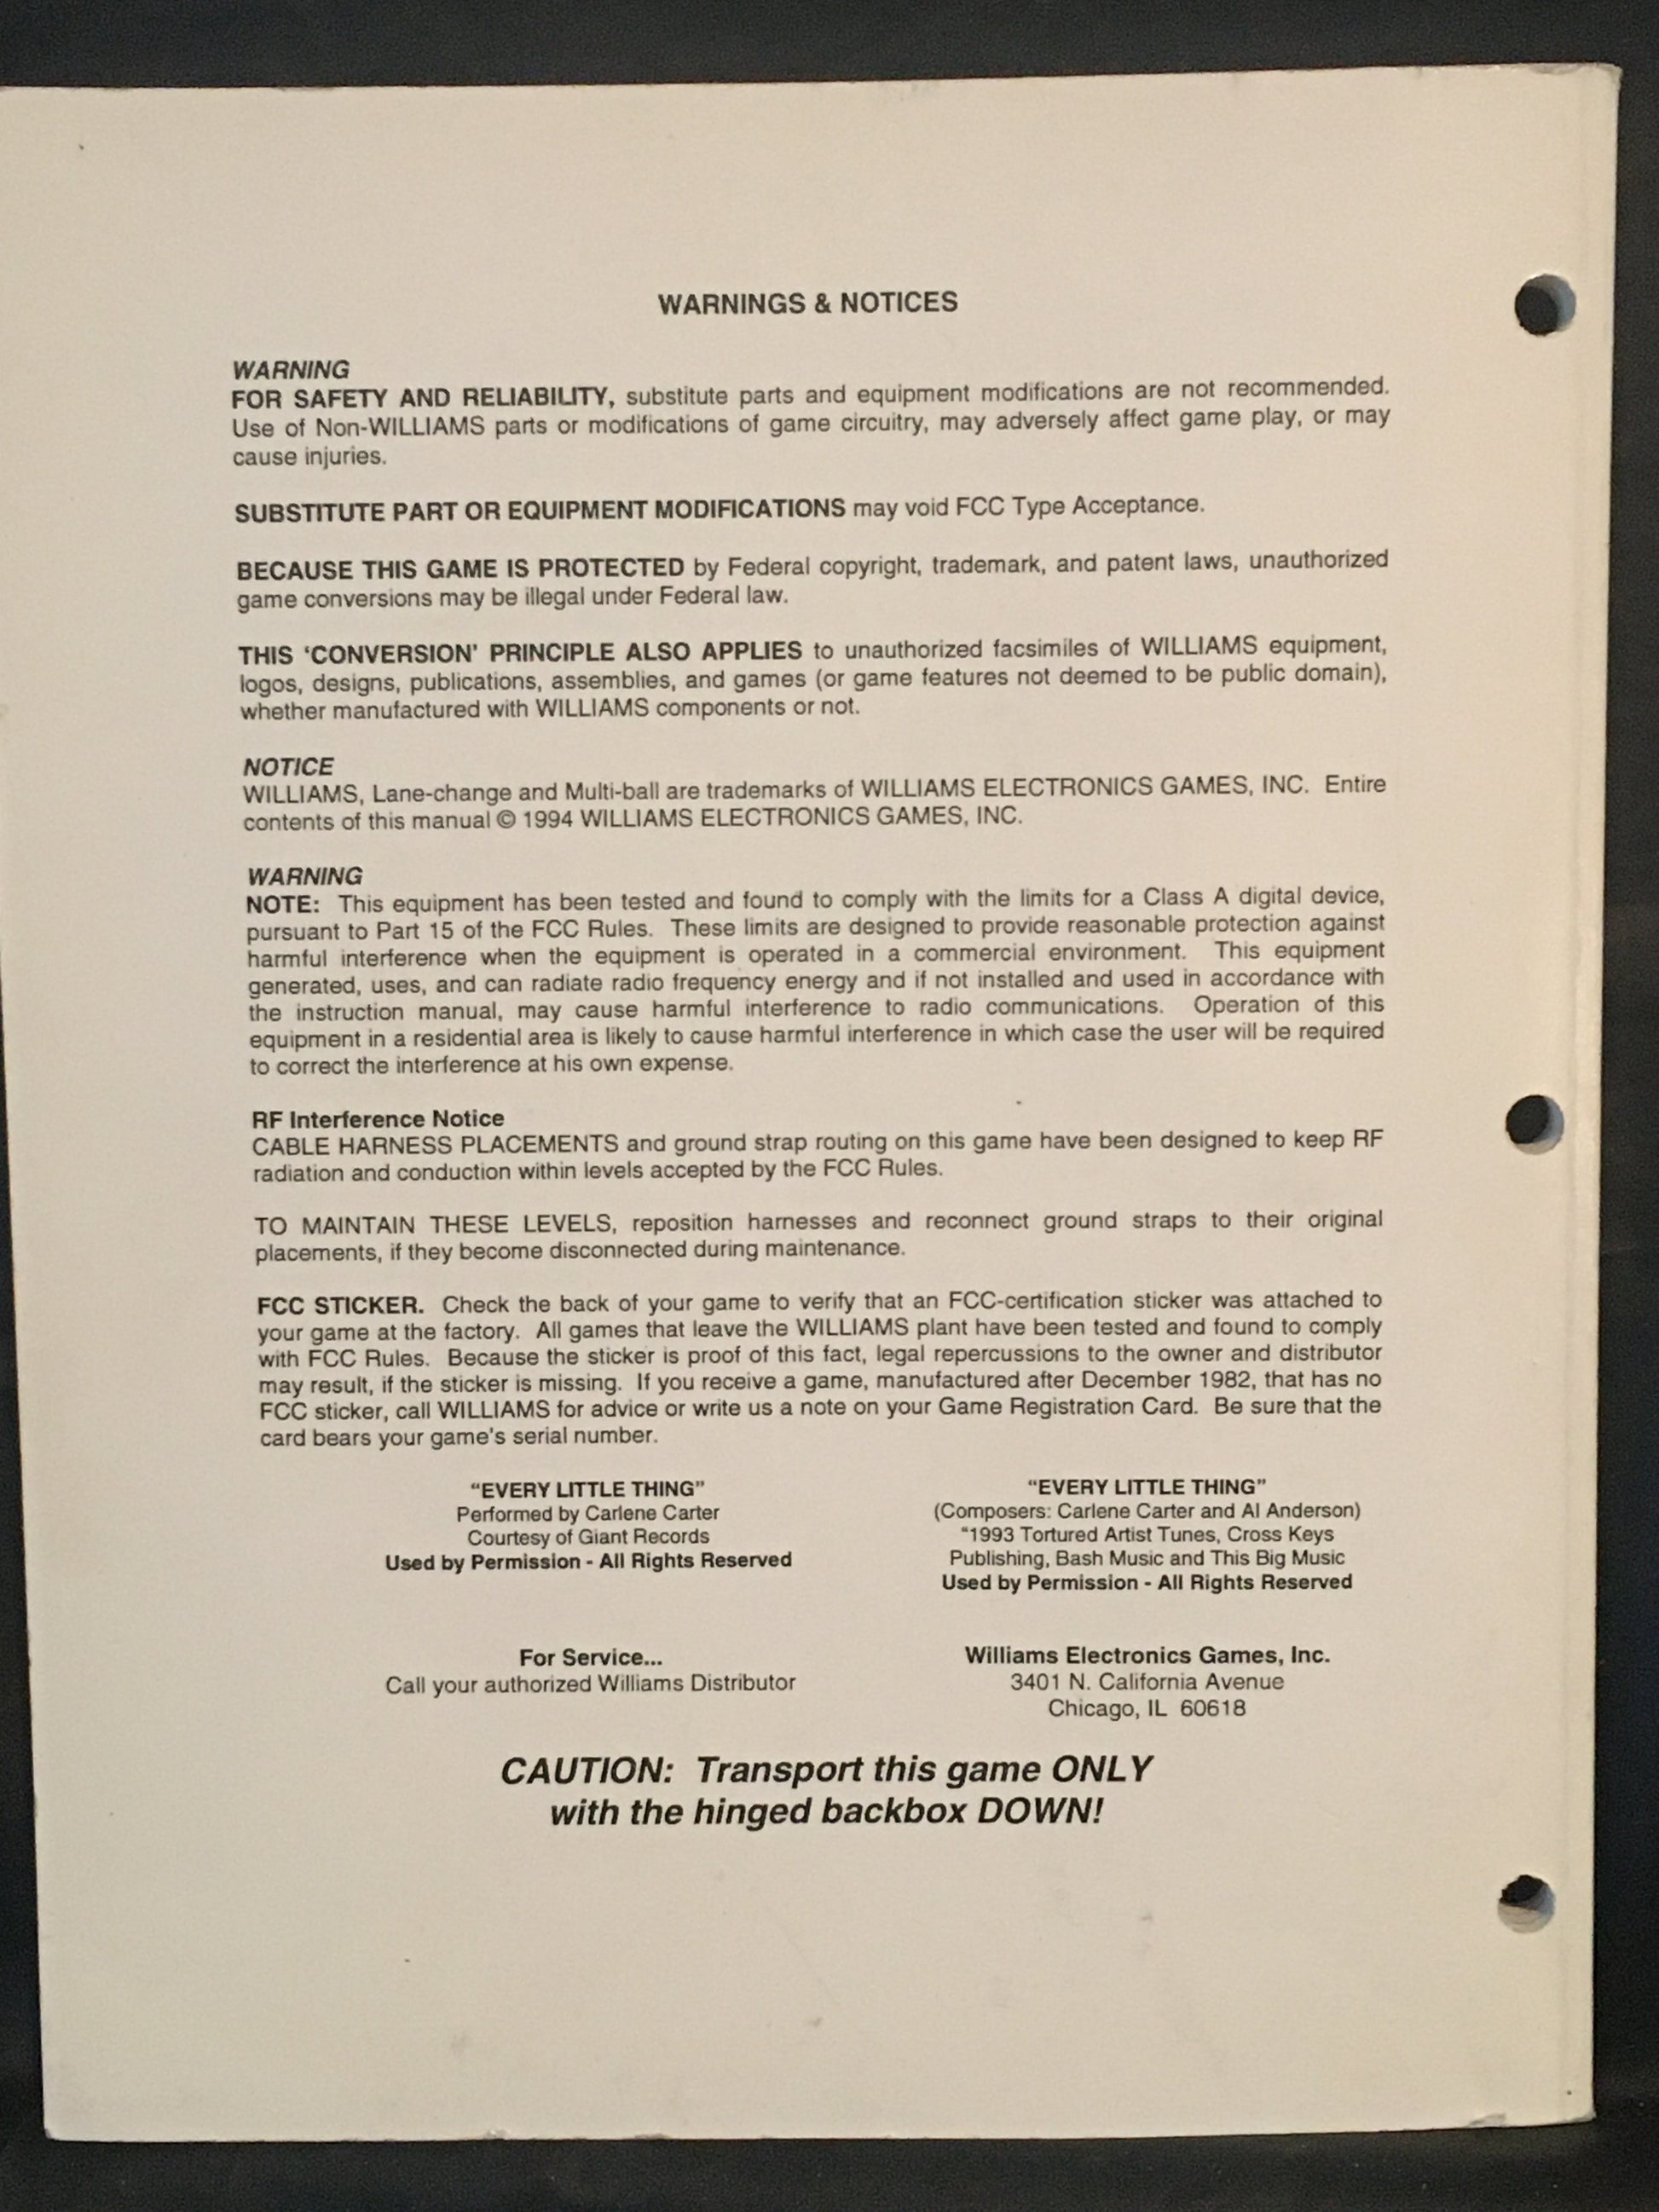 WARNINGS & NOTICES
WARNING
FOR SAFETY AND RELIABILITY, substitute parts and equipment modifications are not recommended.
Use of Non-WILLIAMS parts or modifications of game circuitry, may adversely affect game play, or may
cause injuries.
SUBSTITUTE PART OR EQUIPMENT MODIFICATIONS may void FCC Type Acceptance.
BECAUSE THIS GAME IS PROTECTED by Federal copyright, trademark, and patent laws, unauthorized
game conversions may be illegal under Federal law.
THIS ‘CONVERSION’ PRINCIPLE ALSO APPLIES to unauthorized facsimiles of WILLIAMS equipment,
logos, designs, publications, assemblies, and games (or game features not deemed to be public domain),
whether manufactured with WILLIAMS components or not.
NOTICE
WILLIAMS, Lane-change and Multi-ball are trademarks of WILLIAMS ELECTRONICS GAMES, INC. Entire
contents of this manual © 1994 WILLIAMS ELECTRONICS GAMES, INC.
WARNING
NOTE: This equipment has been tested and found to comply with the limits for a Class A digital device,
pursuant to Part 15 of the FCC Rules. These limits are designed to provide reasonable protection against
harmful interference when the equipment is operated in a commercial environment. This equipment
generated, uses, and can radiate radio frequency energy and if not installed and used in accordance with
the instruction manual, may cause harmful interference to radio communications. Operation of this
equipment in a residential area is likely to cause harmful interference in which case the user will be required
to correct the interference at his own expense.
RF Interference Notice
CABLE HARNESS PLACEMENTS and ground strap routing on this game have been designed to keep RF
radiation and conduction within levels accepted by the FCC Rules.
TO MAINTAIN THESE LEVELS, reposition harnesses and reconnect ground straps to their original
placements, if they become disconnected during maintenance.
FCC STICKER. Check the back of your game to verify that an FCC-certification sticker was attached to
your game at the factory. All games that leave the WILLIAMS plant have been tested and found to comply
with FCC Rules. Because the sticker is proof of this fact, legal repercussions to the owner and distributor
may result, if the sticker is missing. If you receive a game, manufactured after December 1982, that has no
FCC sticker, call WILLIAMS for advice or write us a note on your Game Registration Card. Be sure that the
card bears your game's serial number.
“EVERY LITTLE THING”
Performed by Carlene Carter
Courtesy of Giant Records
Used by Permission - All Rights Reserved
“EVERY LITTLE THING”
(Composers: Carlene Carter and Al Anderson)
“1993 Tortured Artist Tunes, Cross Keys
Publishing, Bash Music and This Big Music
Used by Permission - All Rights Reserved
For Service...
Call your authorized Williams Distributor
Williams Electronics Games, Inc.
3401 N. California Avenue
Chicago, IL 60618
CAUTION: Transport this game ONLY
with the hinged backbox DOWN!